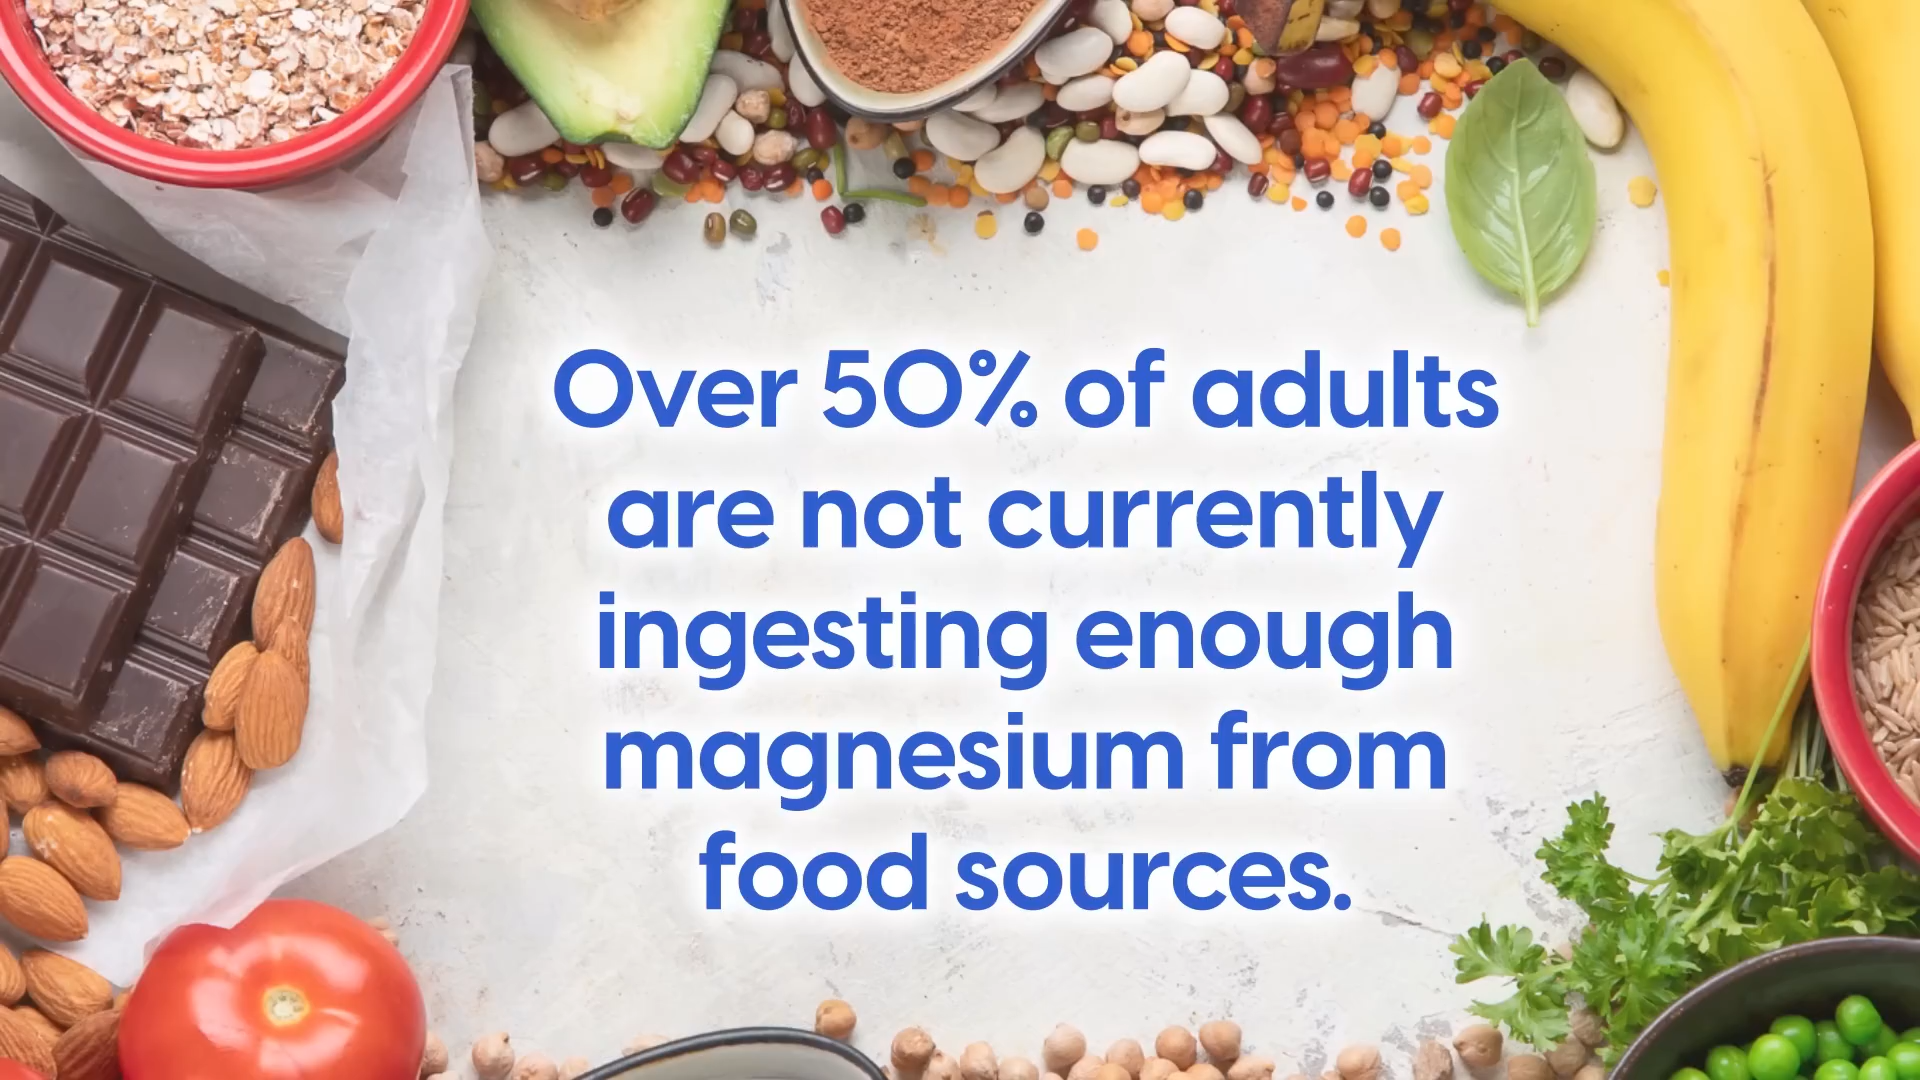 Over 50% of adults
are not currently
ingesting enough
magnesium from
food sources.